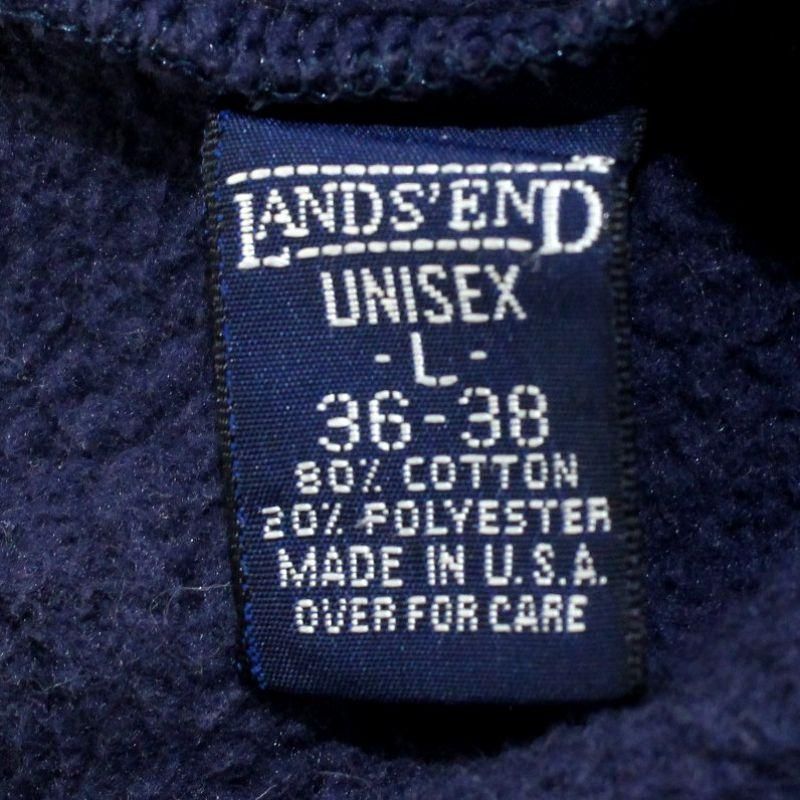 LANDS' END
UNISEX
- L -
36-38
80% COTTON
20% POLYESTER
MADE IN U.S.A.
OVER FOR CARE